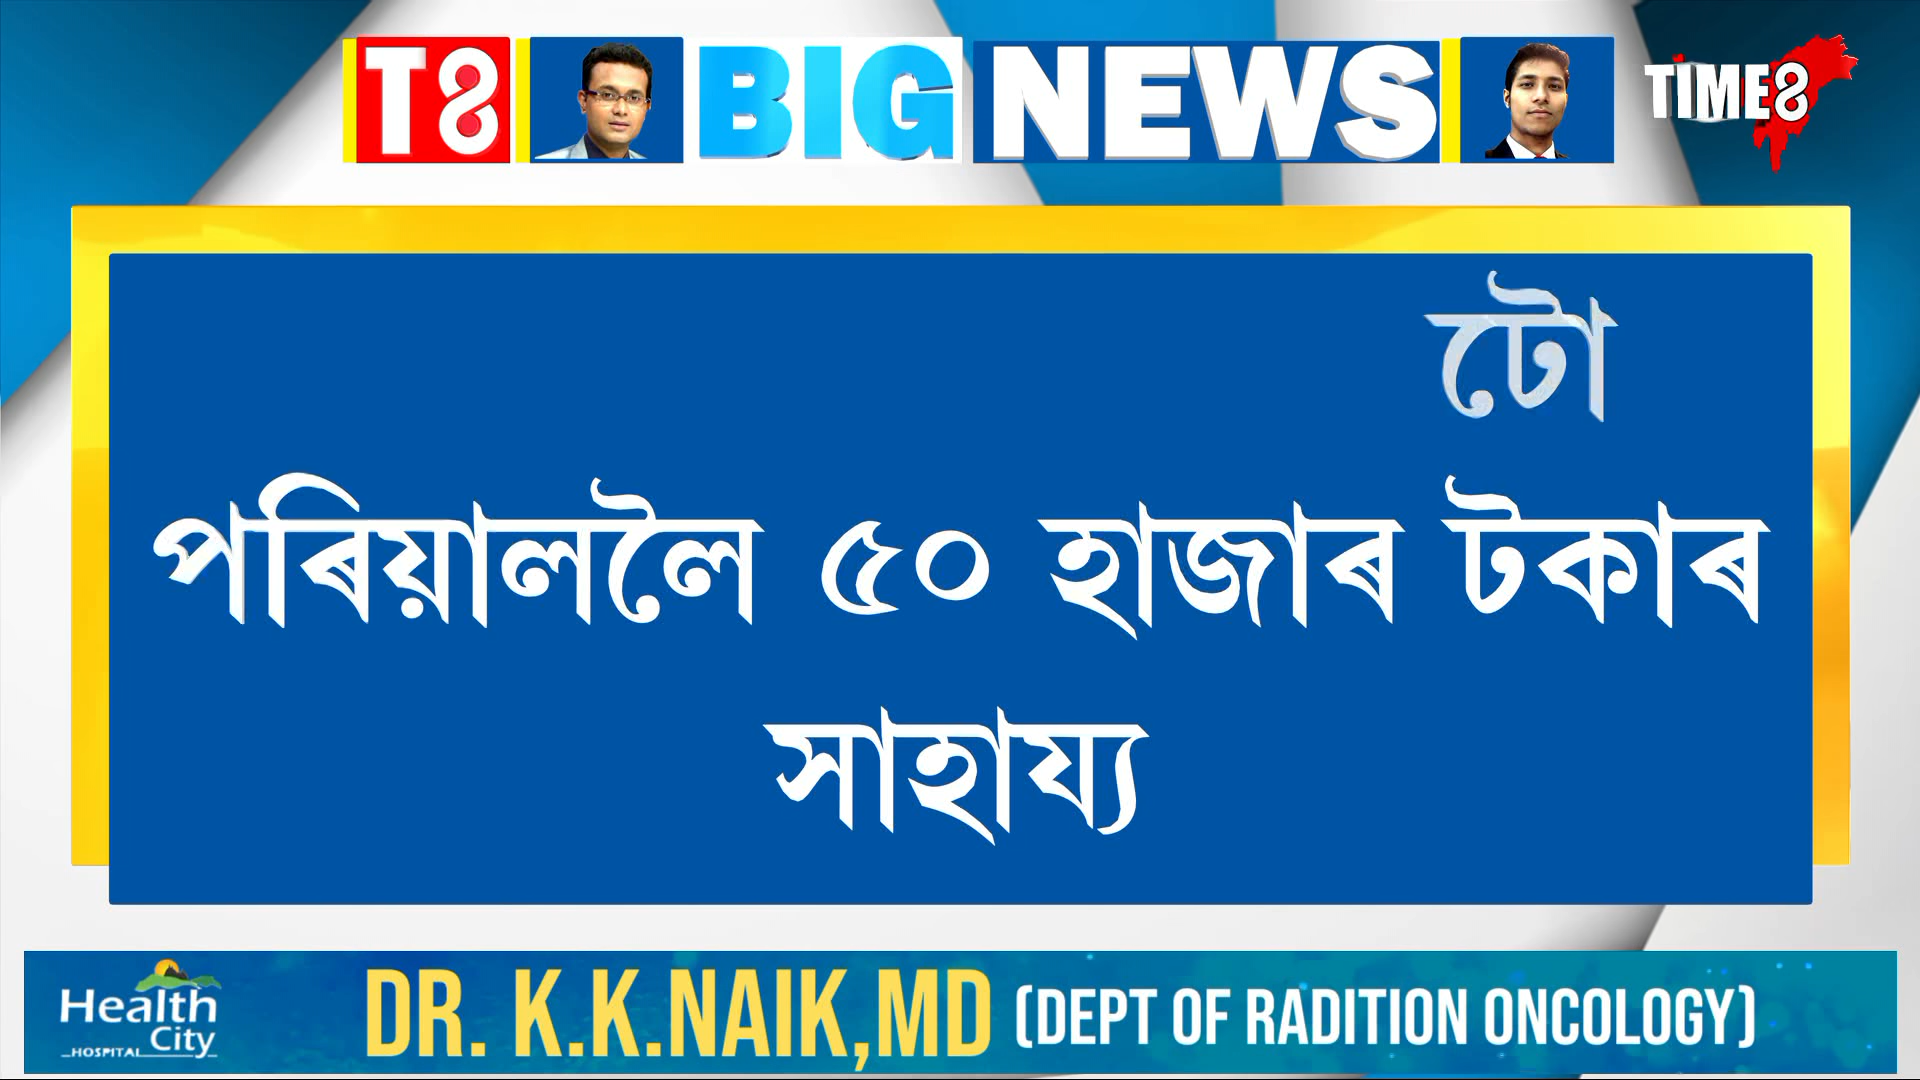 T8 BIG NEWS
TIME8
টো
পৰিয়াললৈ ৫০ হাজাৰ টকাৰ
সাহায্য
Health
City
HOSPITAL
DR. K.K.NAIK,MD (DEPT OF RADITION ONCOLOGY)